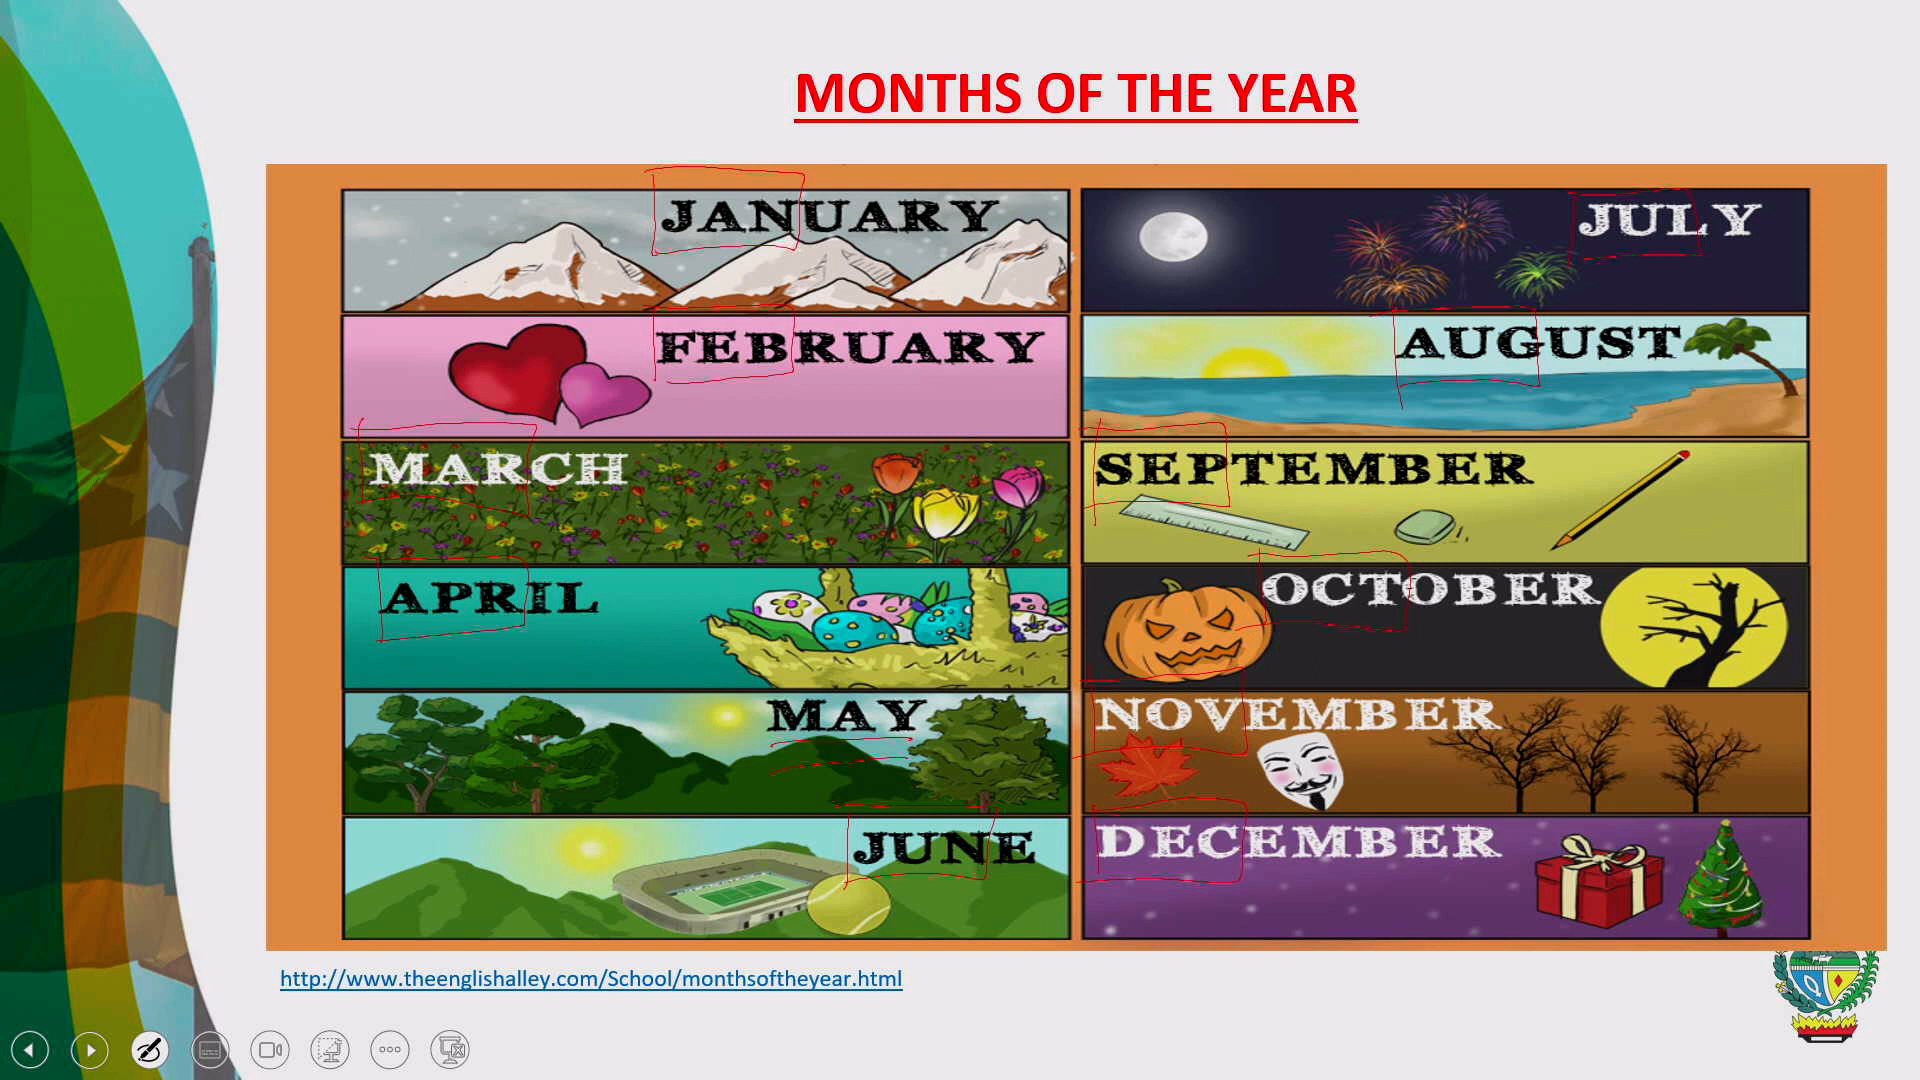 MONTHS OF THE YEAR
JANUARY
FEBRUARY
MARCH
APRIL
MAY
JUNE
JULY
AUGUST
SEPTEMBER
OCTOBER
NOVEMBER
DECEMBER
http://www.theenglishalley.com/School/monthsoftheyear.html